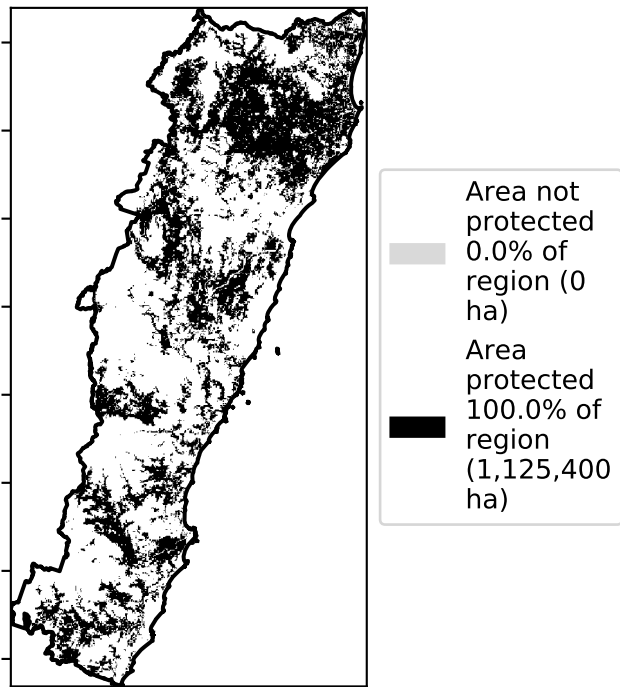 Area not
protected
0.0% of
region (0
ha)
Area
protected
100.0% of
region
(1,125,400
ha)